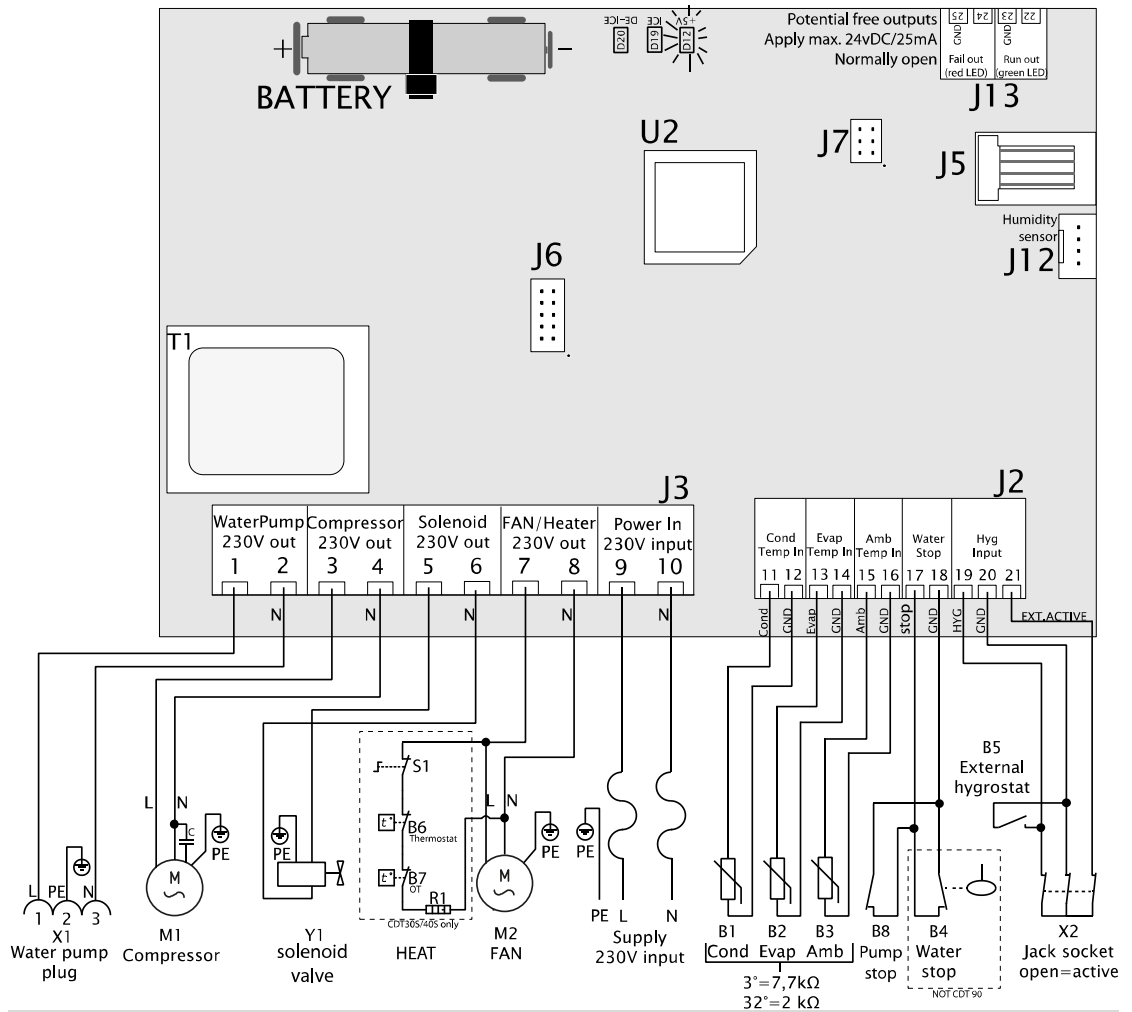 DE-ICE
ICE
+5V
D20
D19
D12
Potential free outputs
Apply max. 24vDC/25mA
Normally open
25
24
23
22
GND
GND
Fail out
(red LED)
Run out
(green LED)
J13
+
-
BATTERY
U2
J7
J5
Humidity
sensor
J12
J6
T1
J3
J2
WaterPump
230V out
1 2
Compressor
230V out
3 4
Solenoid
230V out
5 6
FAN/Heater
230V out
7 8
Power In
230V input
9 10
Cond
Temp In
11 12
Evap
Temp In
13 14
Amb
Temp In
15 16
Water
Stop
17 18
Hyg
Input
19 20 21
N
N
N
N
N
Cond
GND
Evap
GND
Amb
GND
stop
GND
HYG
GND
EXT.ACTIVE
L PE N
1 2 3
X1
Water pump
plug
L N
C
PE
M
M1
Compressor
PE
Y1
solenoid
valve
S1
t°
B6
Thermostat
t°
B7
OT
R1
CDT30S/40S only
HEAT
L N
M
PE
M2
FAN
PE
PE L N
Supply
230V input
B1
Cond
B2
Evap
B3
Amb
3°=7,7kΩ
32°=2 kΩ
B8
Pump
stop
B4
Water
stop
NOT CDT 90
B5
External
hygrostat
X2
Jack socket
open=active